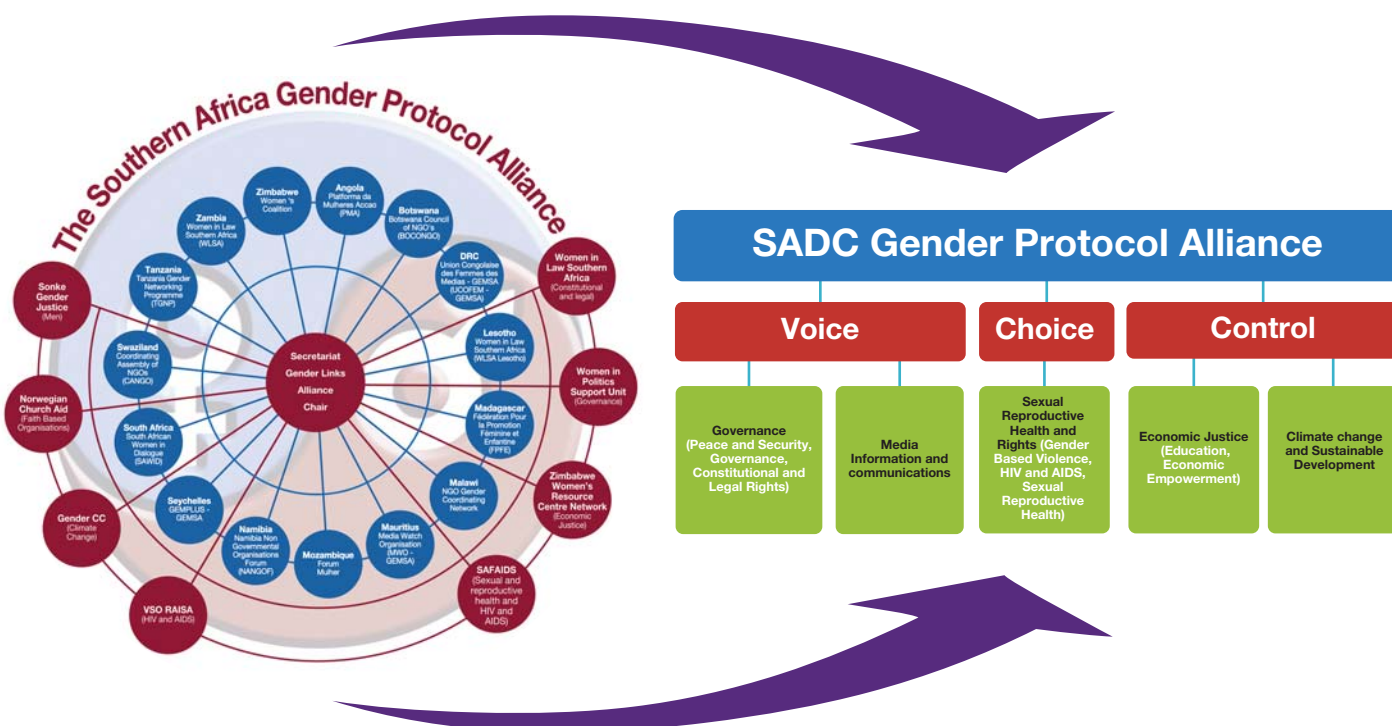 The Southern Africa Gender Protocol Alliance
Zimbabwe
Women 's
Coalition
Angola
Platforma da
Mulheres Accao
(PMA)
Botswana
Botswana Council
of NGO's
(BOCONGO)
DRC
Union Congolaise
des Femmes des
Medias - GEMSA
(UCOFEM -
GEMSA)
Lesotho
Women in Law
Southern Africa
(WLSA Lesotho)
Madagascar
Fédération Pour
la Promotion
Féminine et
Enfantine
(FPFE)
Malawi
NGO Gender
Coordinating
Network
Mauritius
Media Watch
Organisation
(MWO -
GEMSA)
Mozambique
Forum
Mulher
Namibia
Namibia Non
Governmental
Organisations
Forum
(NANGOF)
Seychelles
GEMPLUS -
GEMSA
South Africa
South African
Women in
Dialogue
(SAWID)
Swaziland
Coordinating
Assembly of
NGOs
(CANGO)
Tanzania
Tanzania Gender
Networking
Programme
(TGNP)
Zambia
Women in Law
Southern Africa
(WLSA)
Secretariat
Gender Links
Alliance
Chair
Women in
Law Southern
Africa
(Constitutional
and legal)
Women in
Politics
Support Unit
(Governance)
Zimbabwe
Women's
Resource
Centre Network
(Economic
Justice)
SAFAIDS
(Sexual and
reproductive
health and
HIV and
AIDS)
VSO RAISA
(HIV and AIDS)
Gender CC
(Climate
Change)
Norwegian
Church Aid
(Faith Based
Organisations)
Sonke
Gender
Justice
(Men)
SADC Gender Protocol Alliance
Voice
Choice
Control
Governance
(Peace and Security,
Governance,
Constitutional and
Legal Rights)
Media
Information and
communications
Sexual
Reproductive
Health and
Rights (Gender
Based Violence,
HIV and AIDS,
Sexual
Reproductive
Health)
Economic Justice
(Education,
Economic
Empowerment)
Climate change
and Sustainable
Development